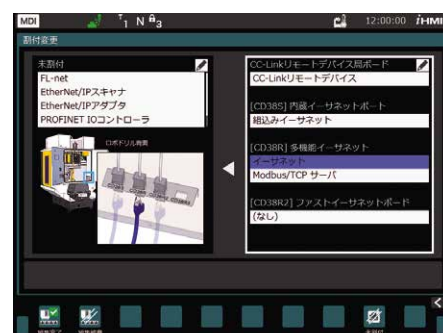 MDI
T1 N θ3
12:00:00 iHMI
割付変更
未割付
FL-net
EtherNet/IPスキャナ
EtherNet/IPアダプタ
PROFINET IOコントローラ
ロボドリル背面
CC-Linkリモートデバイス局ボード
CC-Linkリモートデバイス
[CD38S] 内蔵イーサネットポート
組込みイーサネット
[CD38R] 多機能イーサネット
イーサネット
Modbus/TCP サーバ
[CD38R2] ファストイーサネットボード
(なし)
未割付